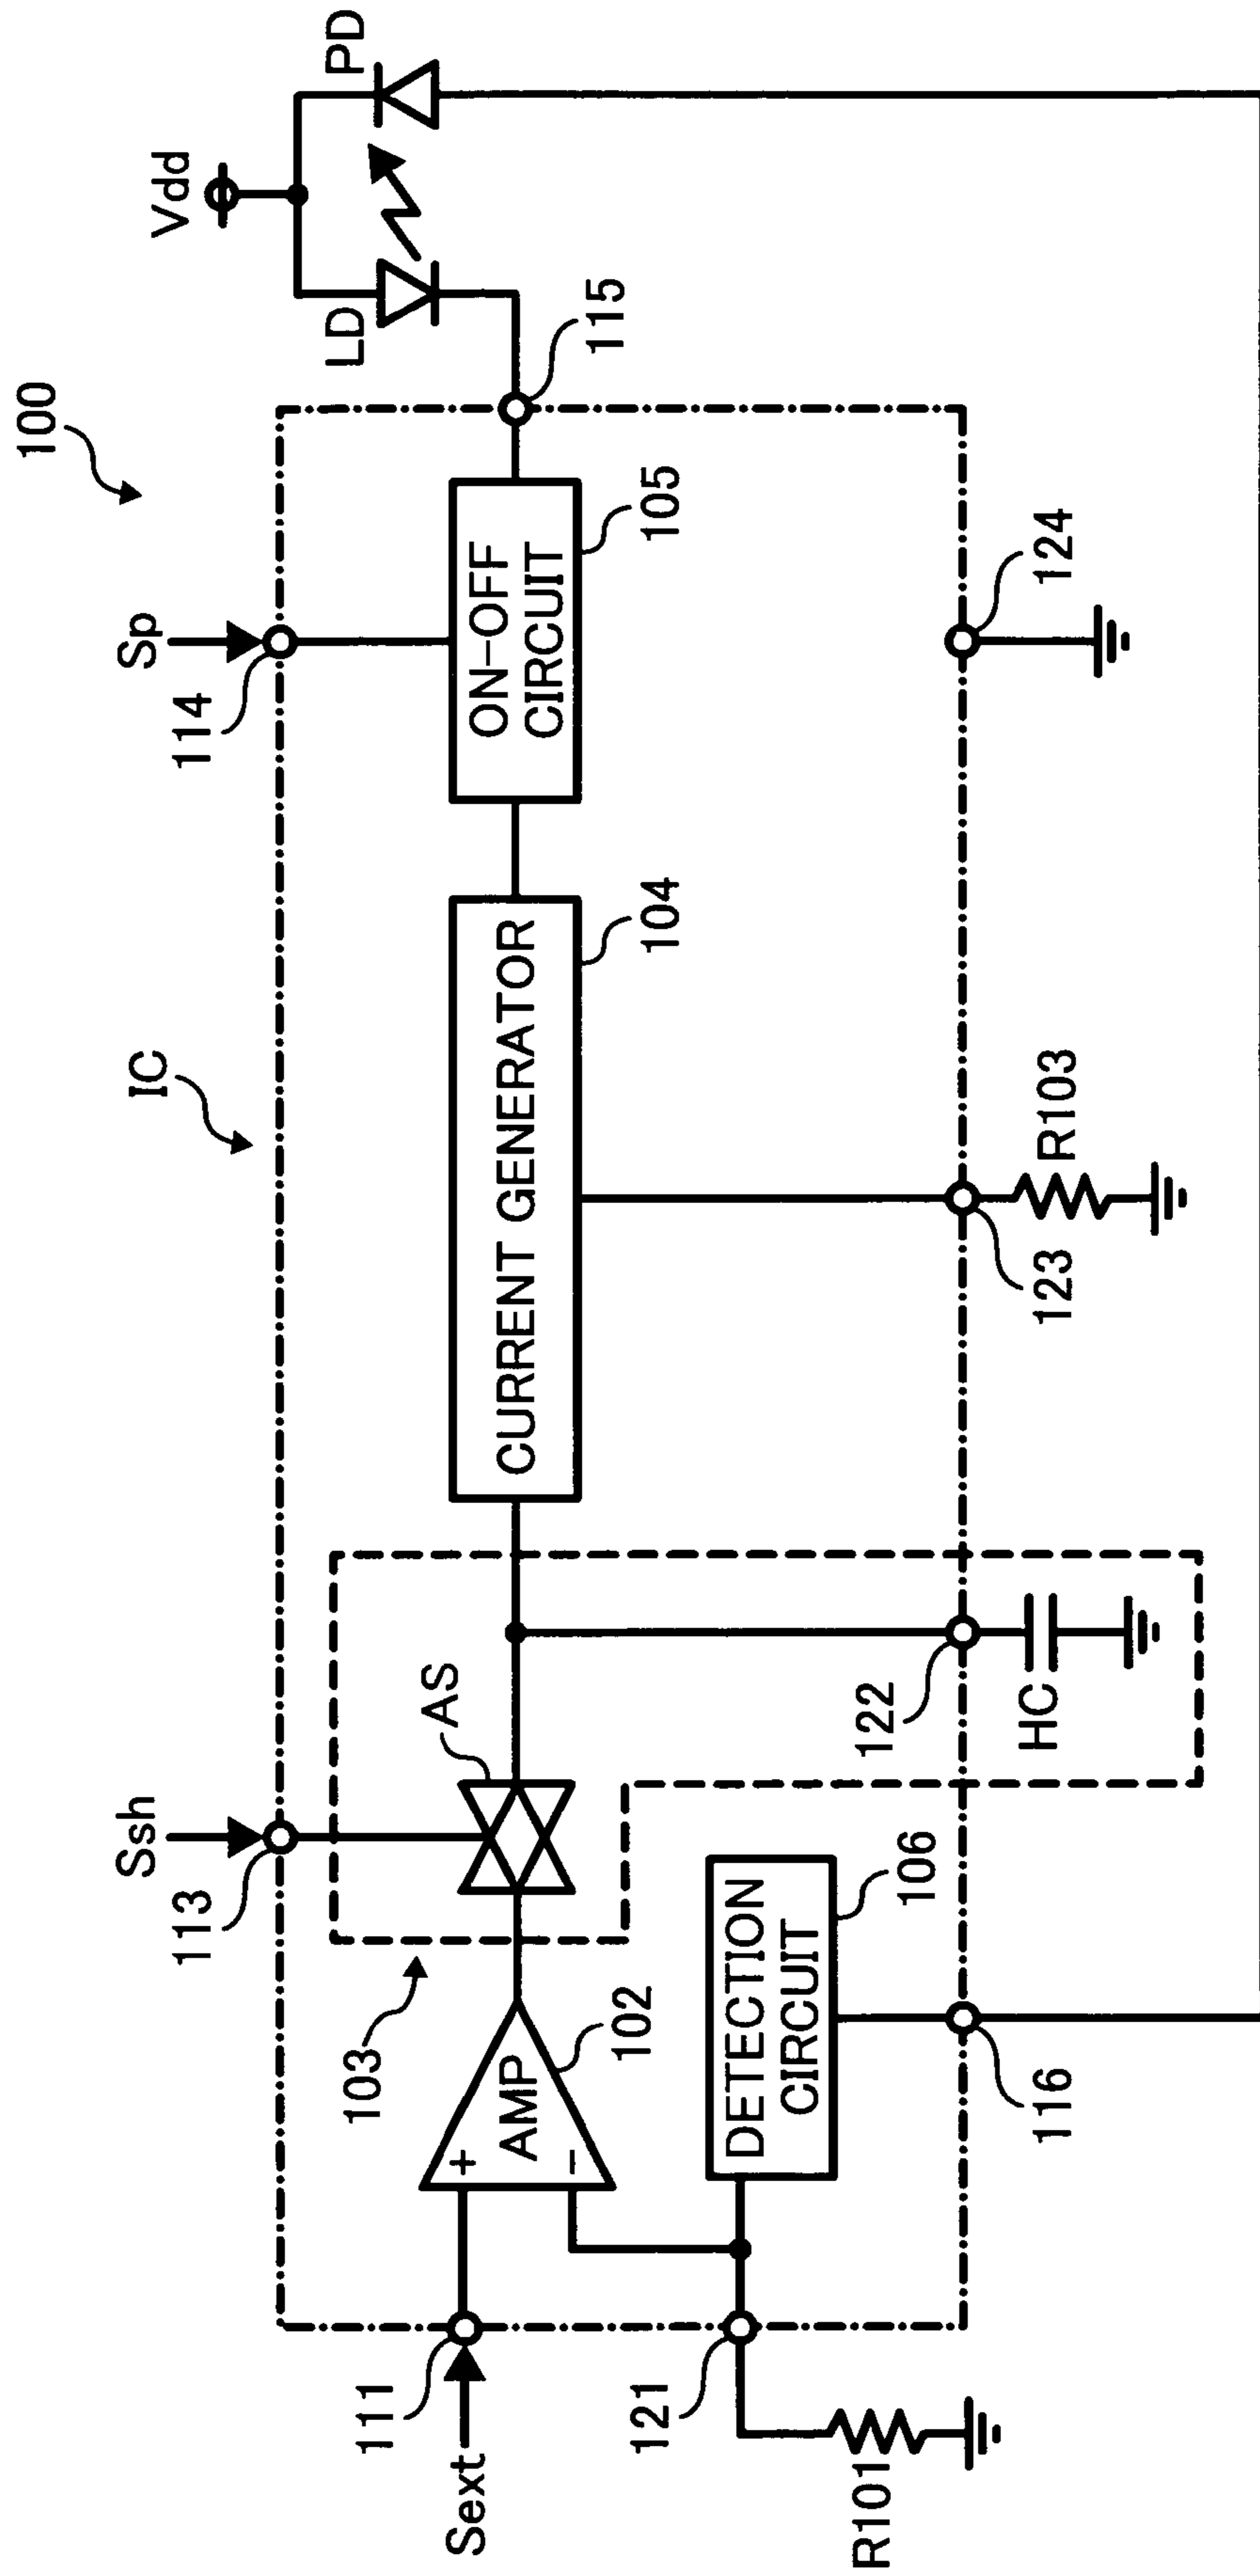 100
IC
Vdd
LD
PD
Ssh
113
Sp
114
103
AS
Sext
111
+
AMP
−
102
CURRENT GENERATOR
104
ON-OFF
CIRCUIT
105
115
DETECTION
CIRCUIT
106
121
R101
116
122
HC
123
R103
124